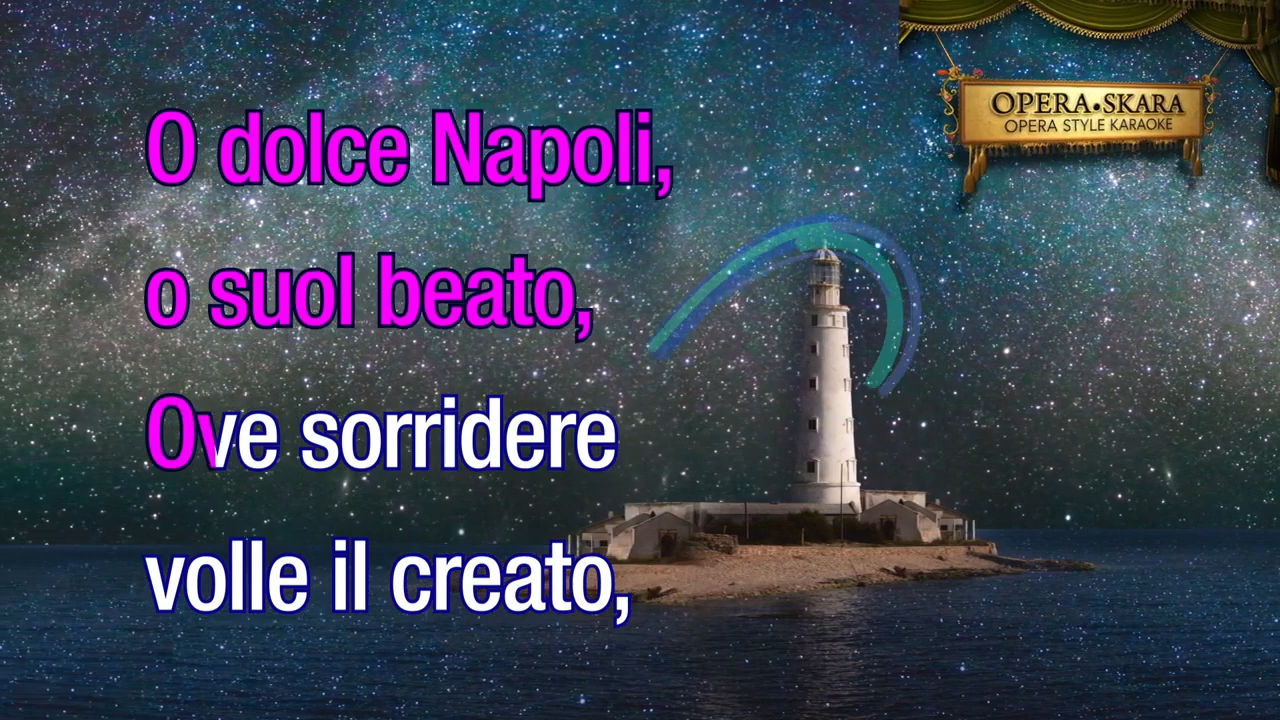 O dolce Napoli,
o suol beato,
Ove sorridere
volle il creato,
OPERA•SKARA
OPERA STYLE KARAOKE